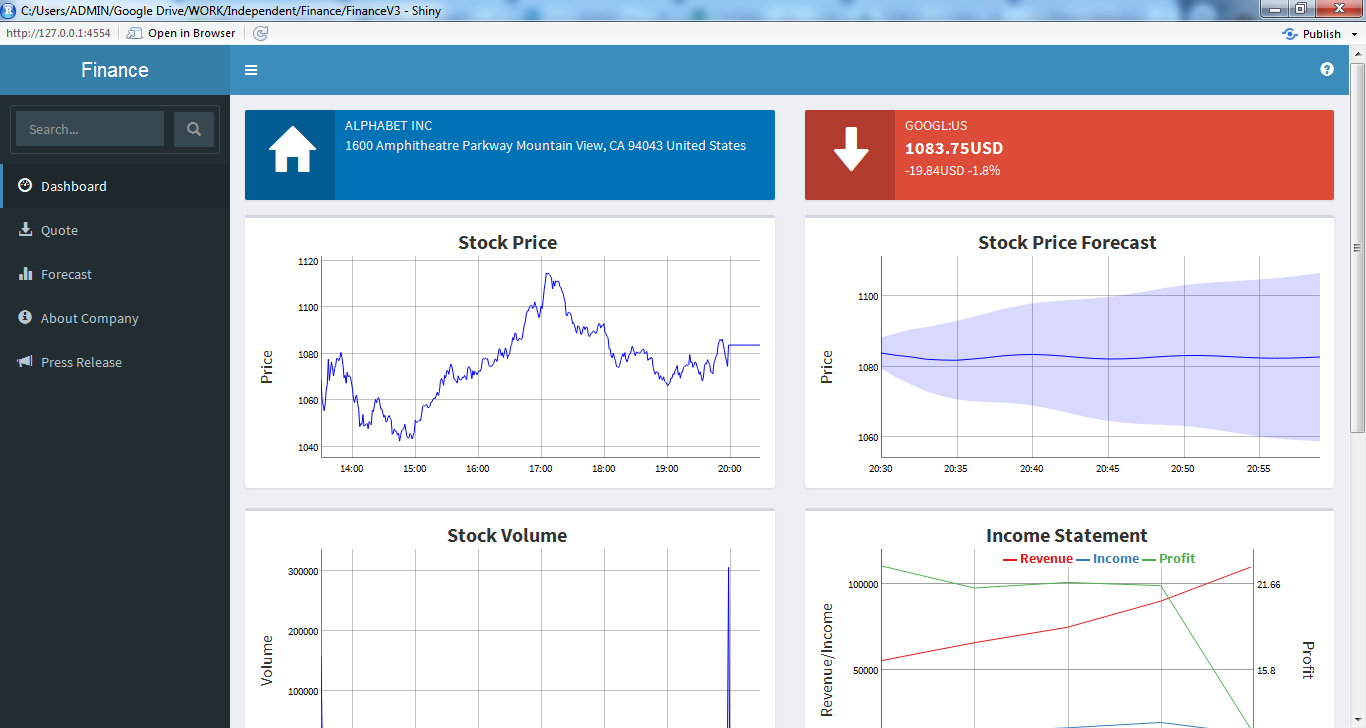 C:/Users/ADMIN/Google Drive/WORK/Independent/Finance/FinanceV3 - Shiny
http://127.0.0.1:4554
Open in Browser
Publish
Finance
Search...
Dashboard
Quote
Forecast
About Company
Press Release
ALPHABET INC
1600 Amphitheatre Parkway Mountain View, CA 94043 United States
GOOGL:US
1083.75USD
-19.84USD -1.8%
Stock Price
Price
1120
1100
1080
1060
1040
14:00 15:00 16:00 17:00 18:00 19:00 20:00
Stock Price Forecast
Price
1100
1080
1060
20:30 20:35 20:40 20:45 20:50 20:55
Stock Volume
Volume
300000
200000
100000
Income Statement
Revenue Income Profit
Revenue/Income
100000
50000
21.66
15.8
Profit